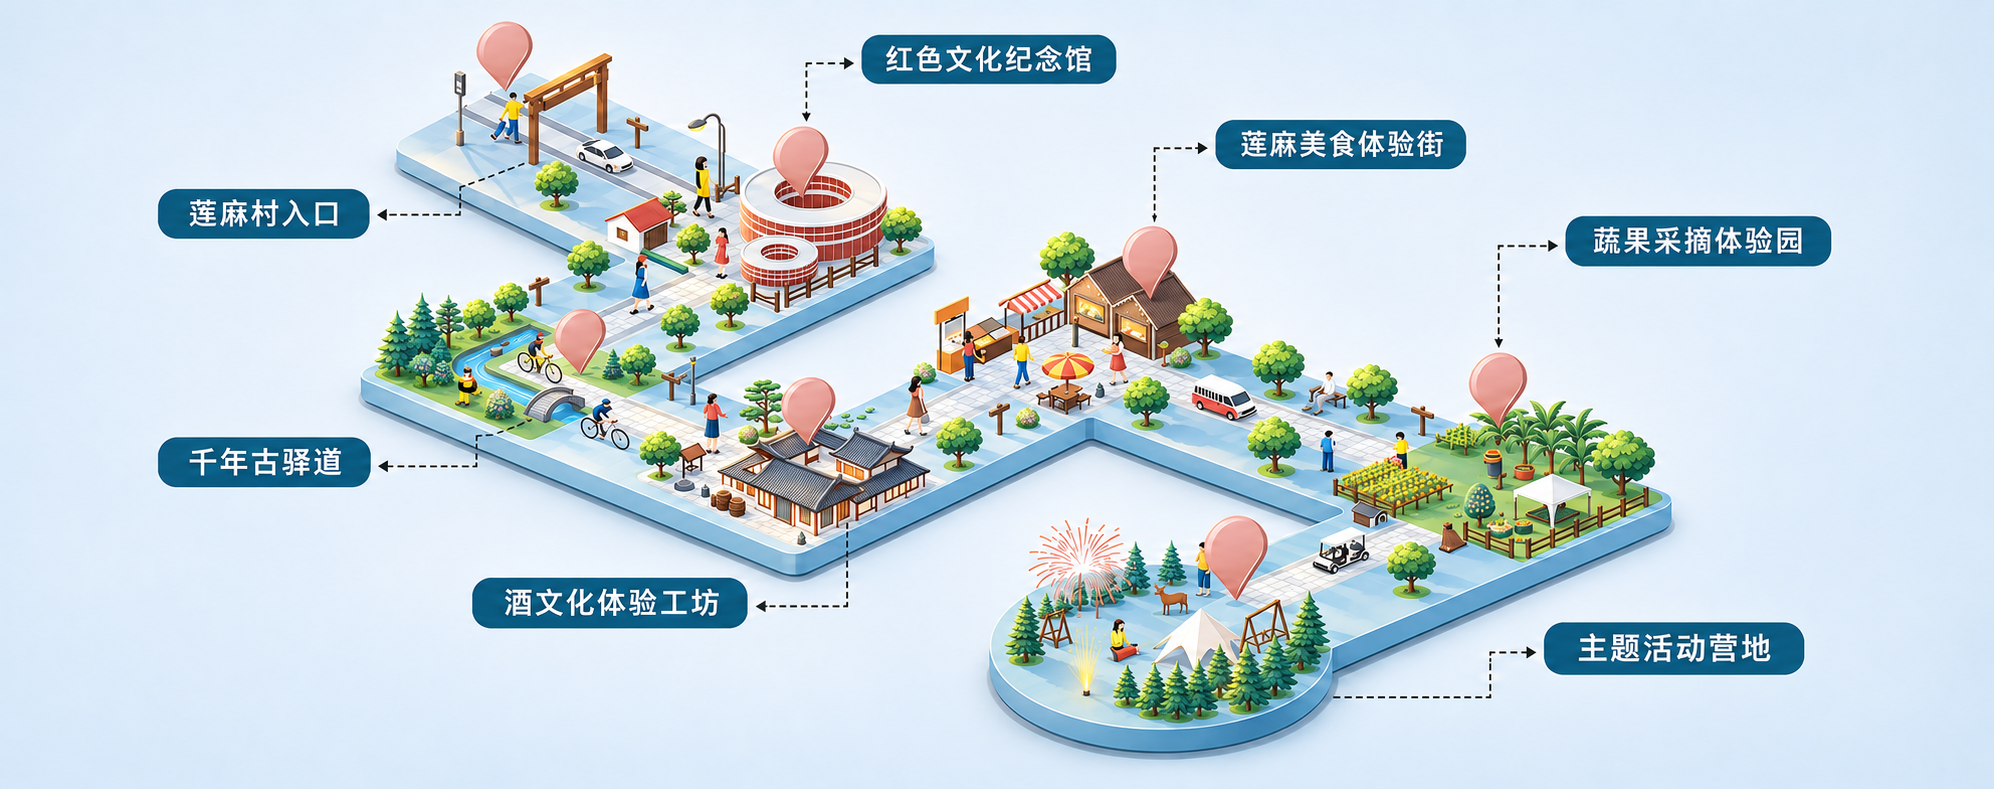 红色文化纪念馆
莲麻美食体验街
莲麻村入口
蔬果采摘体验园
千年古驿道
酒文化体验工坊
主题活动营地